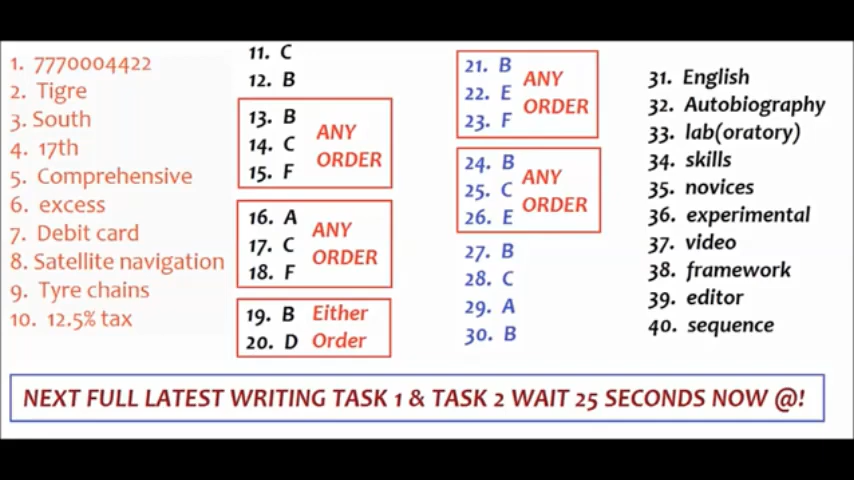 1. 7770004422
2. Tigre
3. South
4. 17th
5. Comprehensive
6. excess
7. Debit card
8. Satellite navigation
9. Tyre chains
10. 12.5% tax
11. C
12. B
13. B
14. C
15. F
ANY
ORDER
16. A
17. C
18. F
ANY
ORDER
19. B
20. D
Either
Order
21. B
22. E
23. F
ANY
ORDER
24. B
25. C
26. E
ANY
ORDER
27. B
28. C
29. A
30. B
31. English
32. Autobiography
33. lab(oratory)
34. skills
35. novices
36. experimental
37. video
38. framework
39. editor
40. sequence
NEXT FULL LATEST WRITING TASK 1 & TASK 2 WAIT 25 SECONDS NOW @!